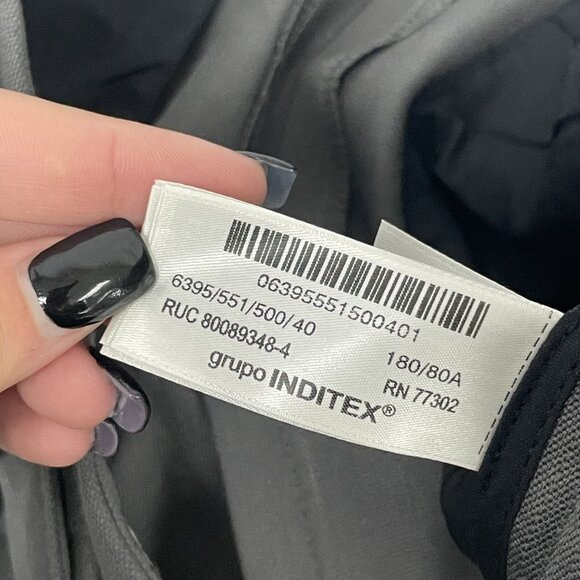 06395551500401
6395/551/500/40
180/80A
RUC 80089348-4
RN 77302
grupo INDITEX®